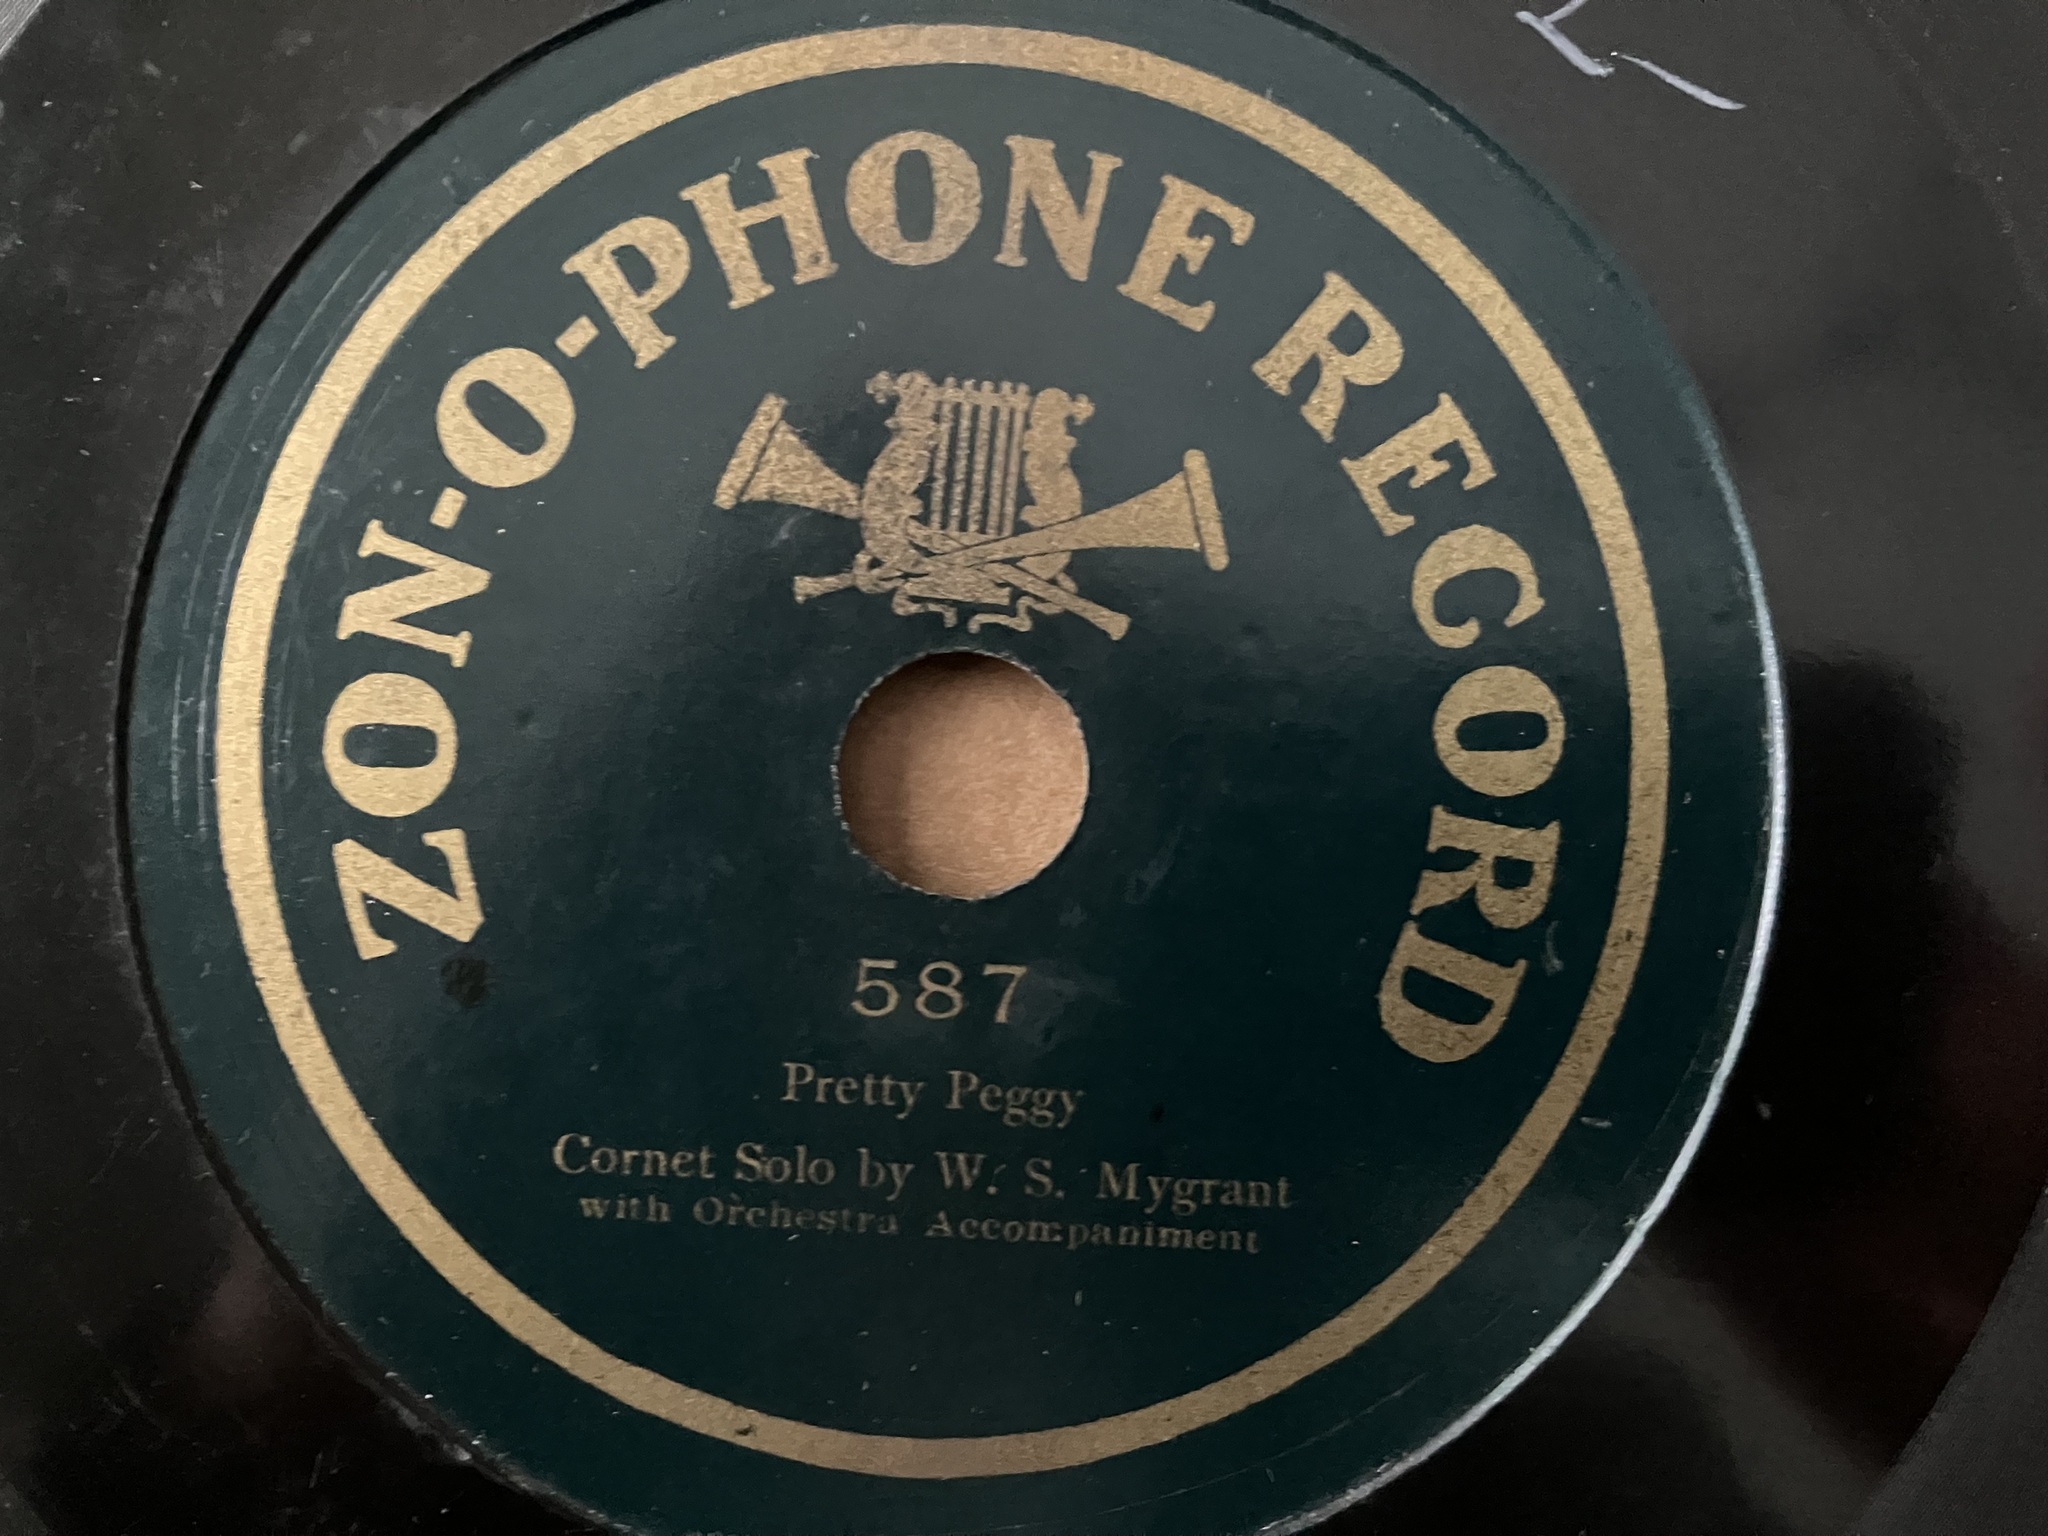 ZON-O-PHONE RECORD
587
Pretty Peggy
Cornet Solo by W. S. Mygrant
with Orchestra Accompaniment